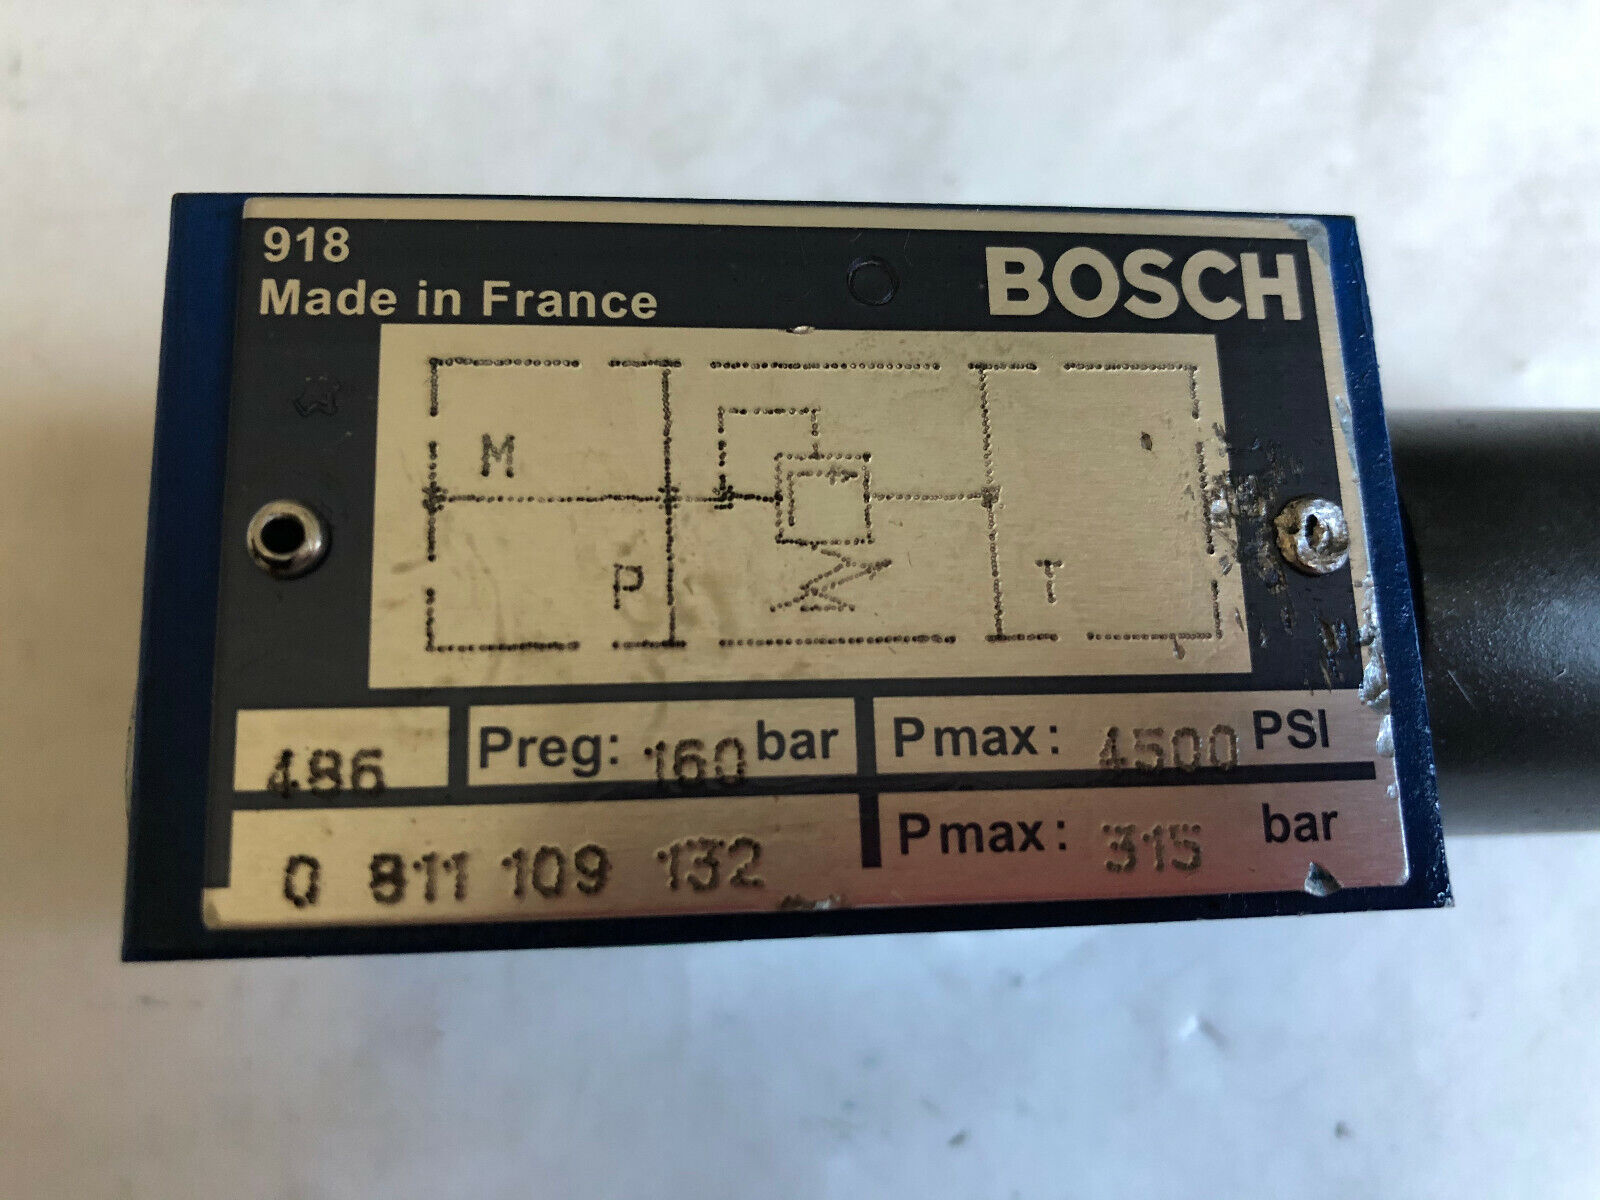 918
Made in France
BOSCH
M
P
T
486
Preg: 160 bar
Pmax: 4500 PSI
0 811 109 132
Pmax: 315 bar